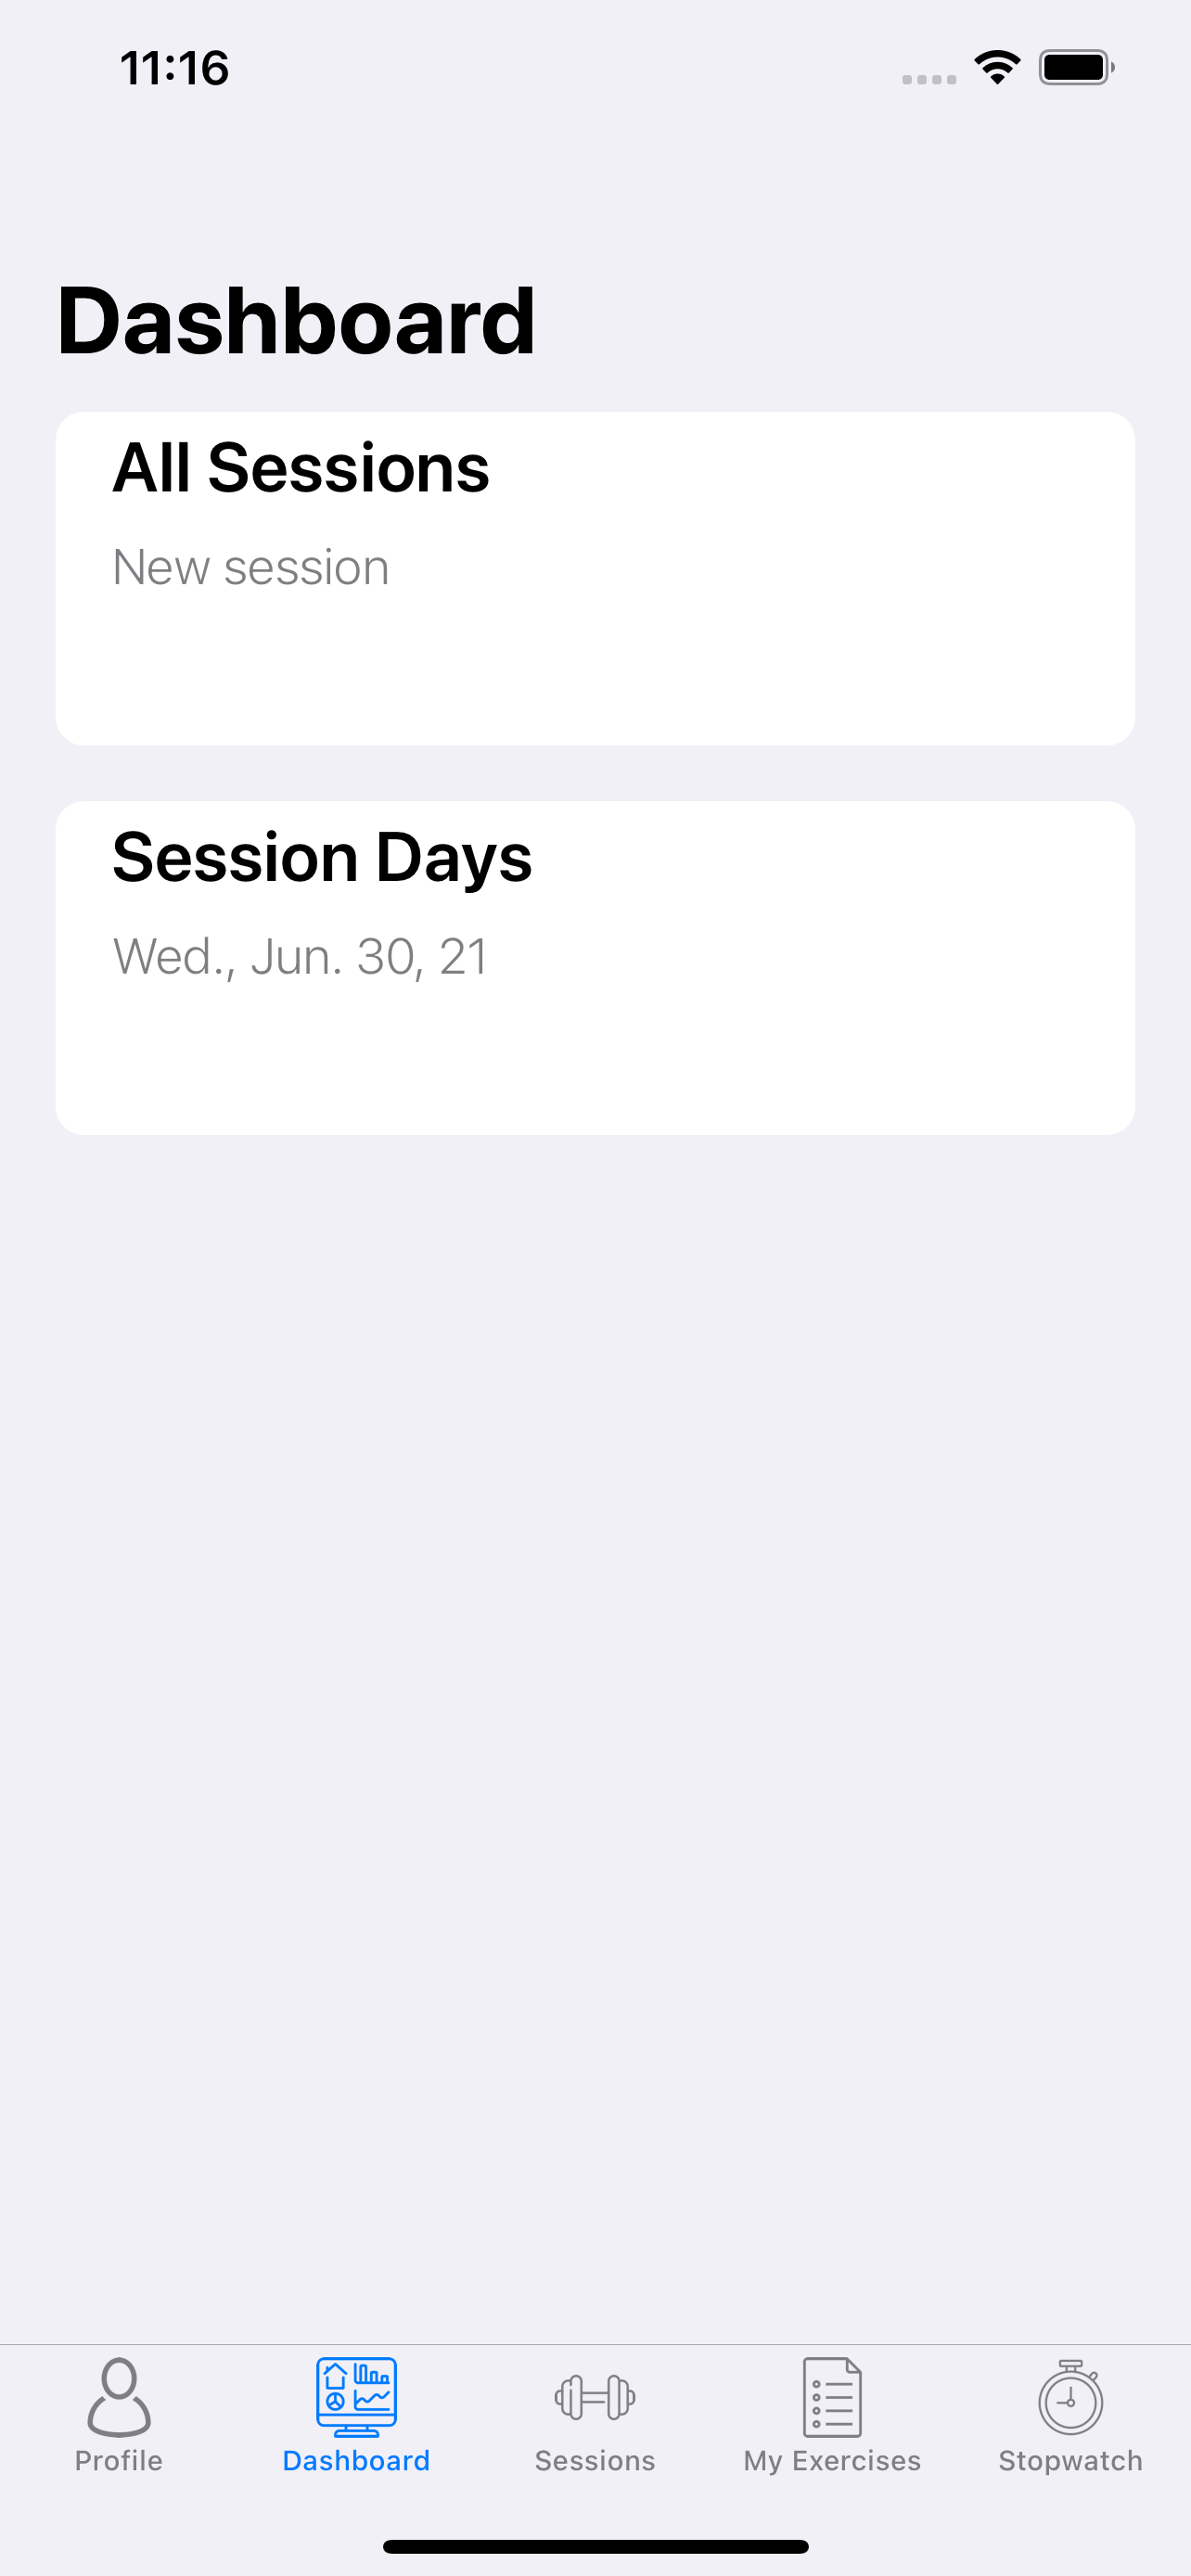 11:16
Dashboard
All Sessions
New session
Session Days
Wed., Jun. 30, 21
Profile
Dashboard
Sessions
My Exercises
Stopwatch